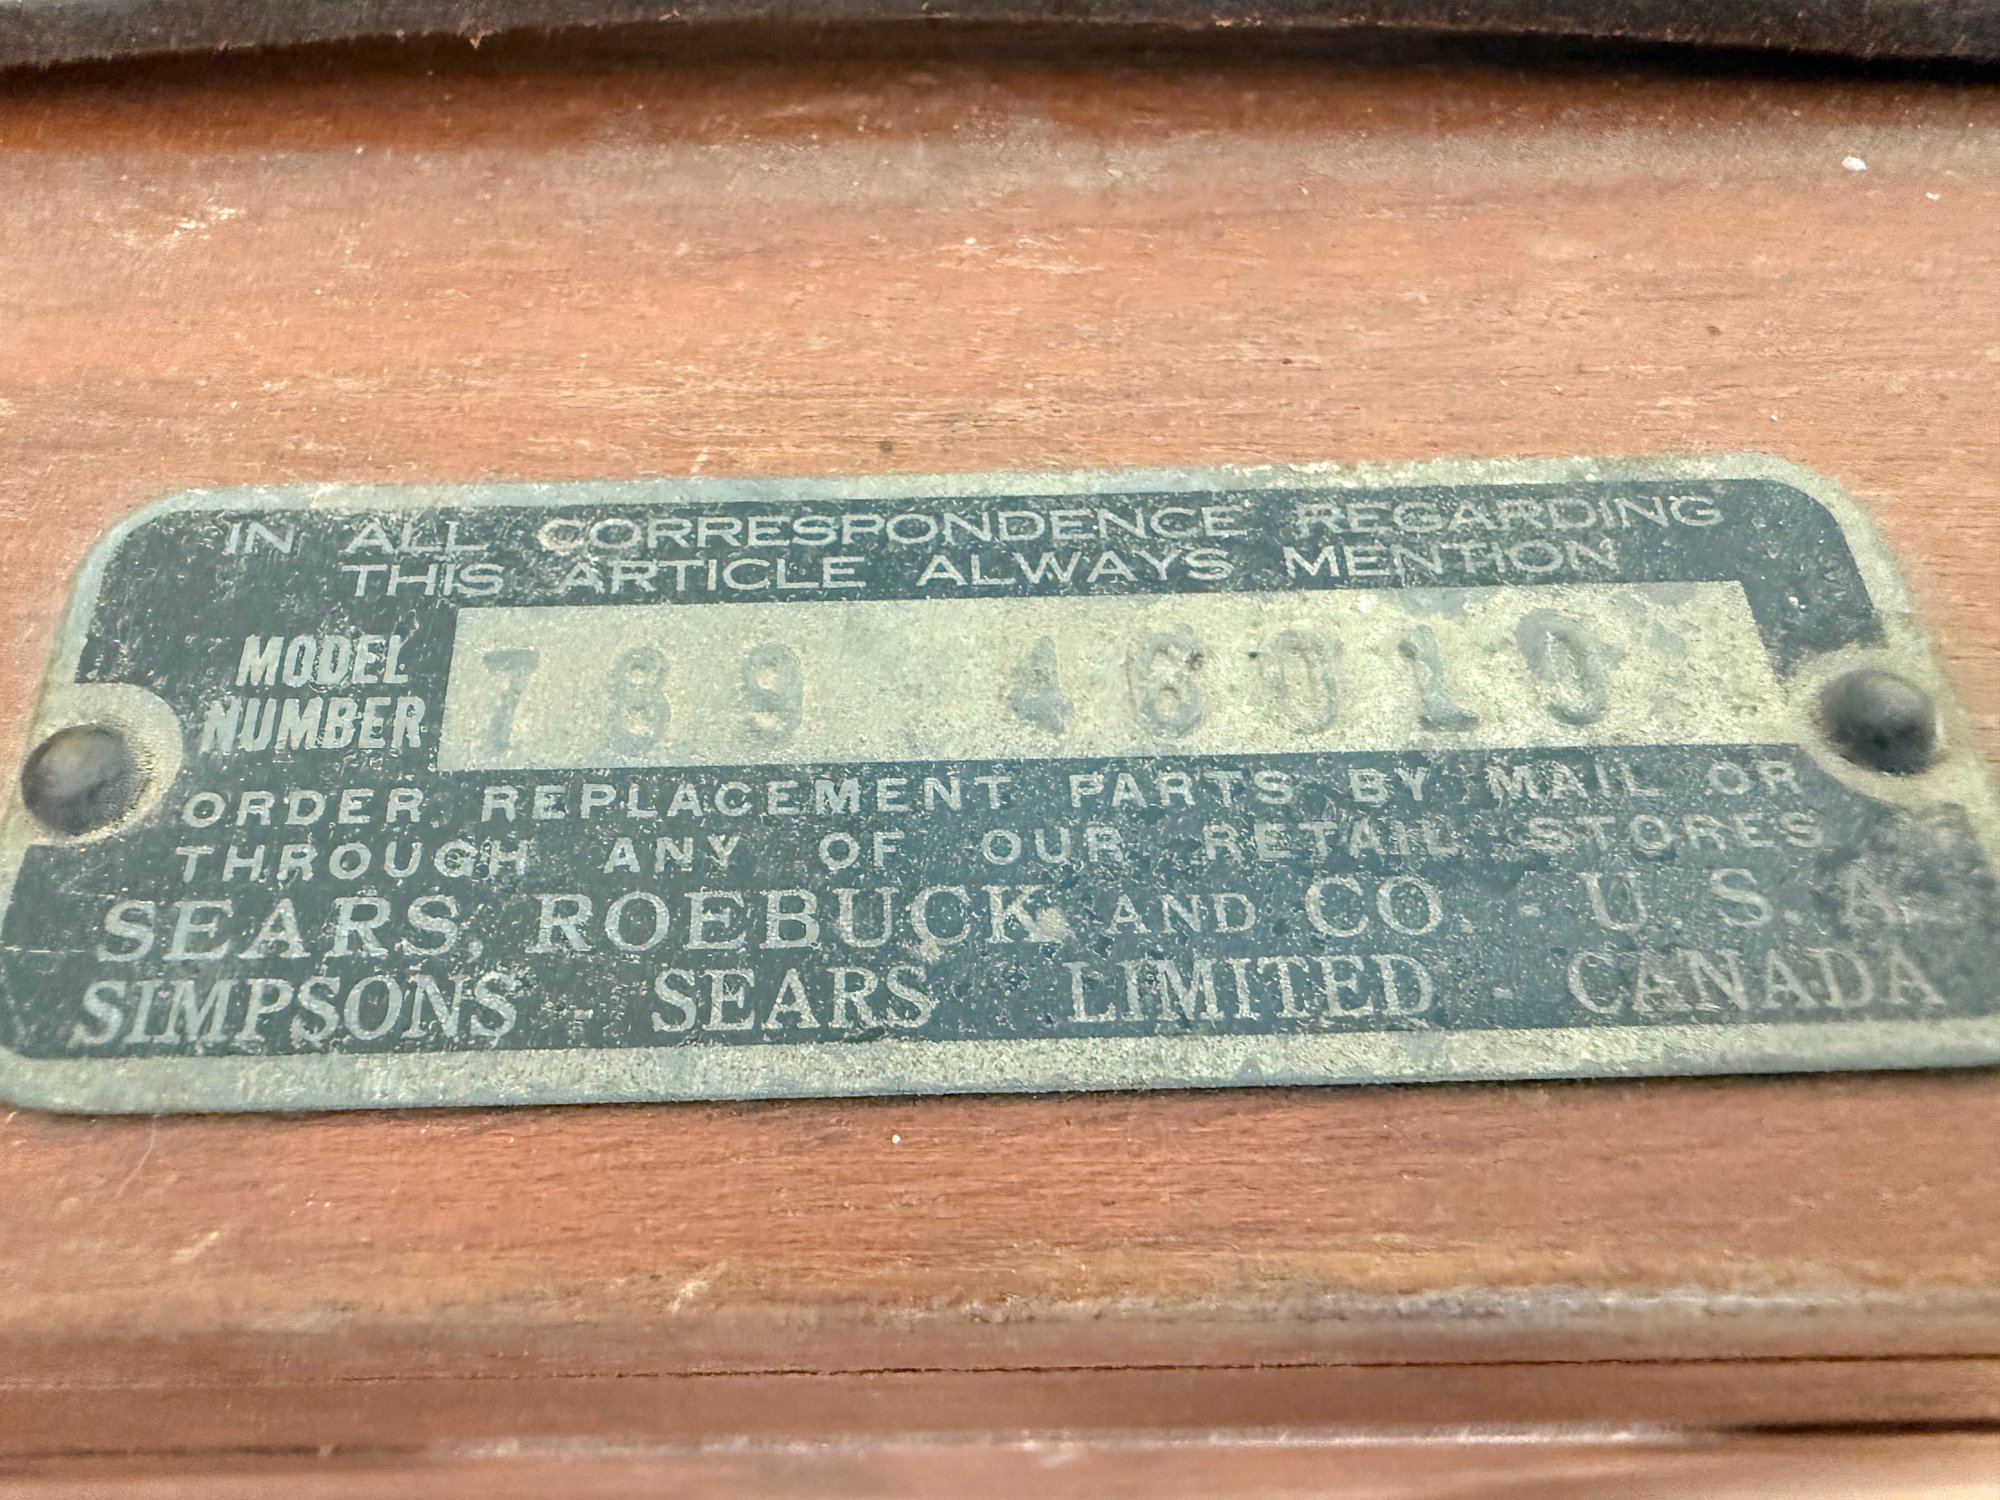 IN ALL CORRESPONDENCE REGARDING
THIS ARTICLE ALWAYS MENTION
MODEL NUMBER 789 48010
ORDER REPLACEMENT PARTS BY MAIL OR
THROUGH ANY OF OUR RETAIL STORES
SEARS, ROEBUCK AND CO. - U. S. A.
SIMPSONS - SEARS LIMITED - CANADA